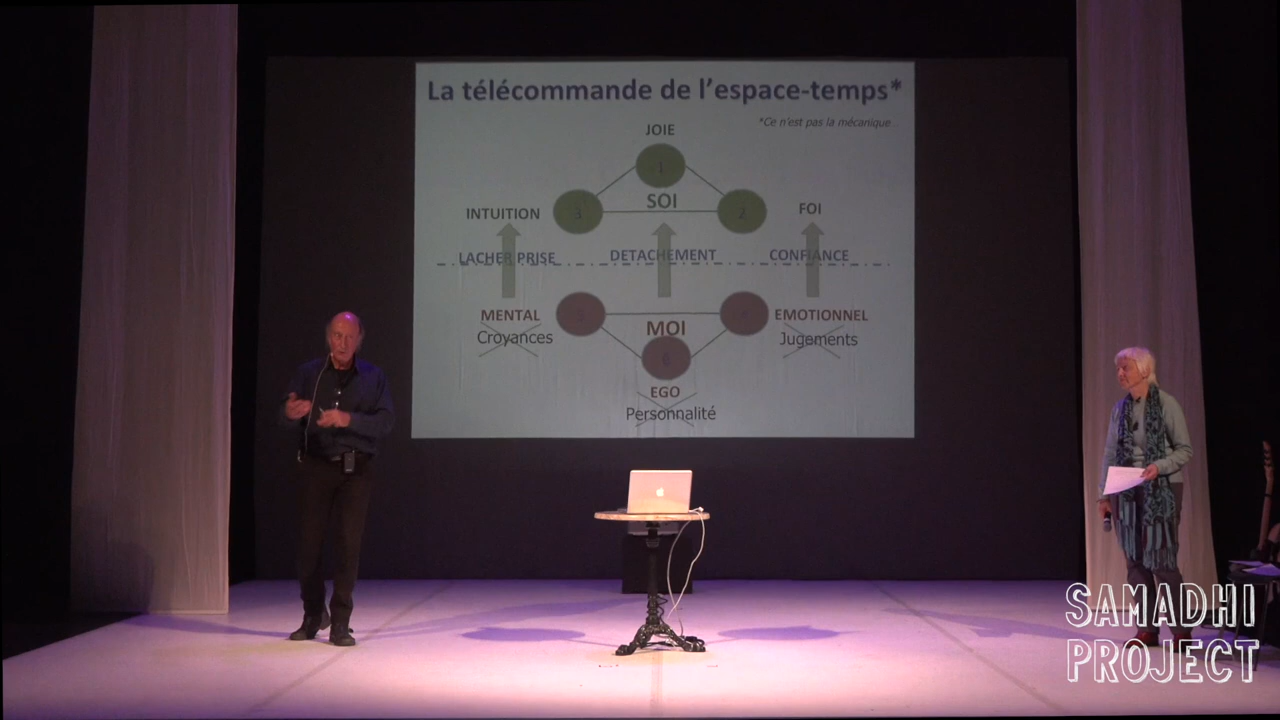 La télécommande de l'espace-temps*
*Ce n'est pas la mécanique
JOIE
1
SOI
3
2
INTUITION
FOI
LACHER PRISE
DETACHEMENT
CONFIANCE
MENTAL
MOI
EMOTIONNEL
Croyances
Jugements
EGO
Personnalité
SAMADHI
PROJECT